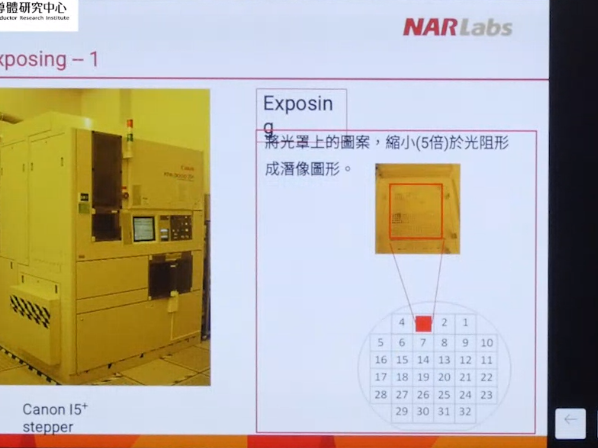 導體研究中心
ductor Research Institute
NARLabs
xposing – 1
Exposin
g
將光罩上的圖案，縮小(5倍)於光阻形
成潛像圖形。
4 2 1
5 6 7 8 9 10
16 15 14 13 12 11
17 18 19 20 21 22
28 27 26 25 24 23
29 30 31 32
Canon I5+
stepper